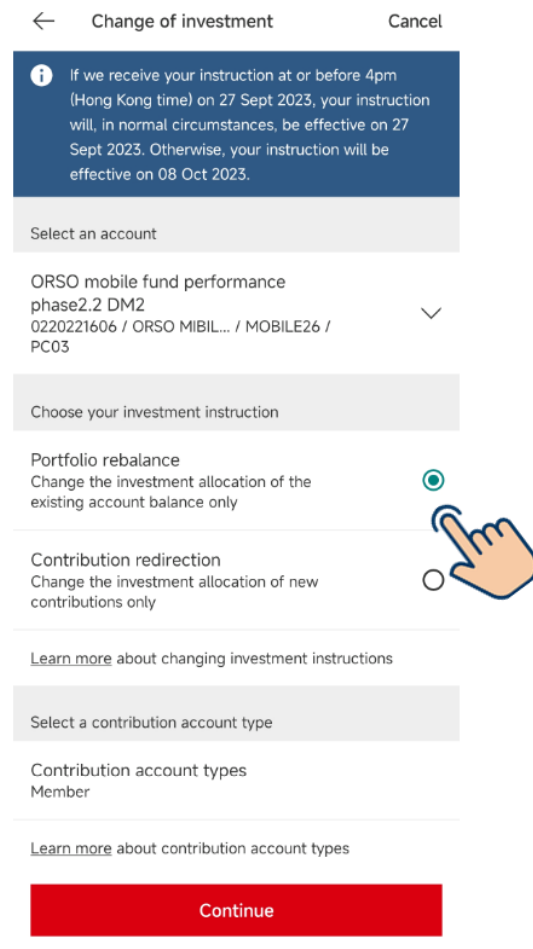 Change of investment Cancel
If we receive your instruction at or before 4pm
(Hong Kong time) on 27 Sept 2023, your instruction
will, in normal circumstances, be effective on 27
Sept 2023. Otherwise, your instruction will be
effective on 08 Oct 2023.
Select an account
ORSO mobile fund performance
phase2.2 DM2
0220221606 / ORSO MIBIL... / MOBILE26 /
PC03
Choose your investment instruction
Portfolio rebalance
Change the investment allocation of the
existing account balance only
Contribution redirection
Change the investment allocation of new
contributions only
Learn more about changing investment instructions
Select a contribution account type
Contribution account types
Member
Learn more about contribution account types
Continue